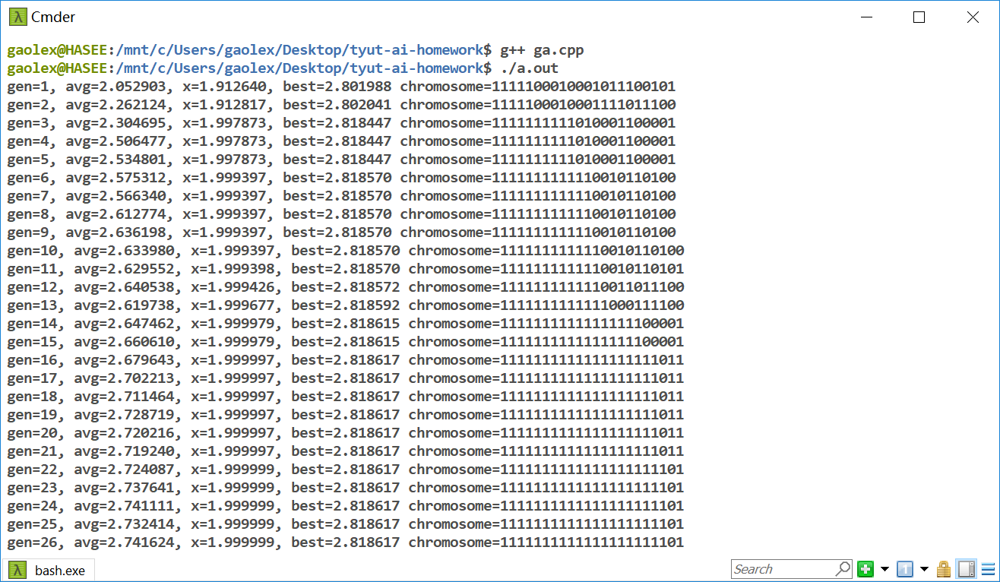 Cmder
gaolex@HASEE:/mnt/c/Users/gaolex/Desktop/tyut-ai-homework$ g++ ga.cpp
gaolex@HASEE:/mnt/c/Users/gaolex/Desktop/tyut-ai-homework$ ./a.out
gen=1, avg=2.052903, x=1.912640, best=2.801988 chromosome=1111100010001011100101
gen=2, avg=2.262124, x=1.912817, best=2.802041 chromosome=1111100010001111011100
gen=3, avg=2.304695, x=1.997873, best=2.818447 chromosome=1111111111010001100001
gen=4, avg=2.506477, x=1.997873, best=2.818447 chromosome=1111111111010001100001
gen=5, avg=2.534801, x=1.997873, best=2.818447 chromosome=1111111111010001100001
gen=6, avg=2.575312, x=1.999397, best=2.818570 chromosome=1111111111110010110100
gen=7, avg=2.566340, x=1.999397, best=2.818570 chromosome=1111111111110010110100
gen=8, avg=2.612774, x=1.999397, best=2.818570 chromosome=1111111111110010110100
gen=9, avg=2.636198, x=1.999397, best=2.818570 chromosome=1111111111110010110100
gen=10, avg=2.633980, x=1.999397, best=2.818570 chromosome=1111111111110010110100
gen=11, avg=2.629552, x=1.999398, best=2.818570 chromosome=1111111111110010110101
gen=12, avg=2.640538, x=1.999426, best=2.818572 chromosome=1111111111110011011100
gen=13, avg=2.619738, x=1.999677, best=2.818592 chromosome=1111111111111000111100
gen=14, avg=2.647462, x=1.999979, best=2.818615 chromosome=1111111111111111100001
gen=15, avg=2.660610, x=1.999979, best=2.818615 chromosome=1111111111111111100001
gen=16, avg=2.679643, x=1.999997, best=2.818617 chromosome=1111111111111111111011
gen=17, avg=2.702213, x=1.999997, best=2.818617 chromosome=1111111111111111111011
gen=18, avg=2.711464, x=1.999997, best=2.818617 chromosome=1111111111111111111011
gen=19, avg=2.728719, x=1.999997, best=2.818617 chromosome=1111111111111111111011
gen=20, avg=2.720216, x=1.999997, best=2.818617 chromosome=1111111111111111111011
gen=21, avg=2.719240, x=1.999997, best=2.818617 chromosome=1111111111111111111011
gen=22, avg=2.724087, x=1.999999, best=2.818617 chromosome=1111111111111111111101
gen=23, avg=2.737641, x=1.999999, best=2.818617 chromosome=1111111111111111111101
gen=24, avg=2.741111, x=1.999999, best=2.818617 chromosome=1111111111111111111101
gen=25, avg=2.732414, x=1.999999, best=2.818617 chromosome=1111111111111111111101
gen=26, avg=2.741624, x=1.999999, best=2.818617 chromosome=1111111111111111111101
bash.exe
Search